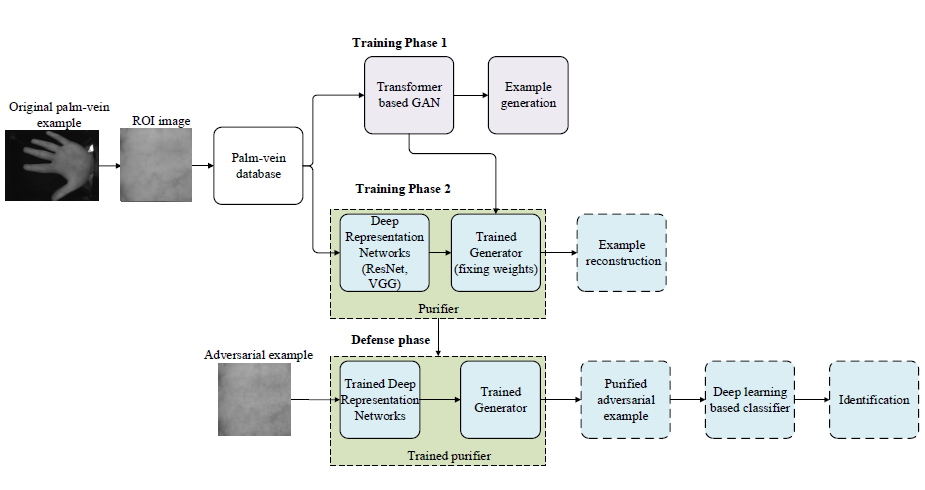 Training Phase 1
Original palm-vein
example
ROI image
Palm-vein
database
Transformer
based GAN
Example
generation
Training Phase 2
Deep
Representation
Networks
(ResNet,
VGG)
Trained
Generator
(fixing weights)
Example
reconstruction
Purifier
Defense phase
Adversarial example
Trained Deep
Representation
Networks
Trained
Generator
Purified
adversarial
example
Deep learning
based classifier
Identification
Trained purifier